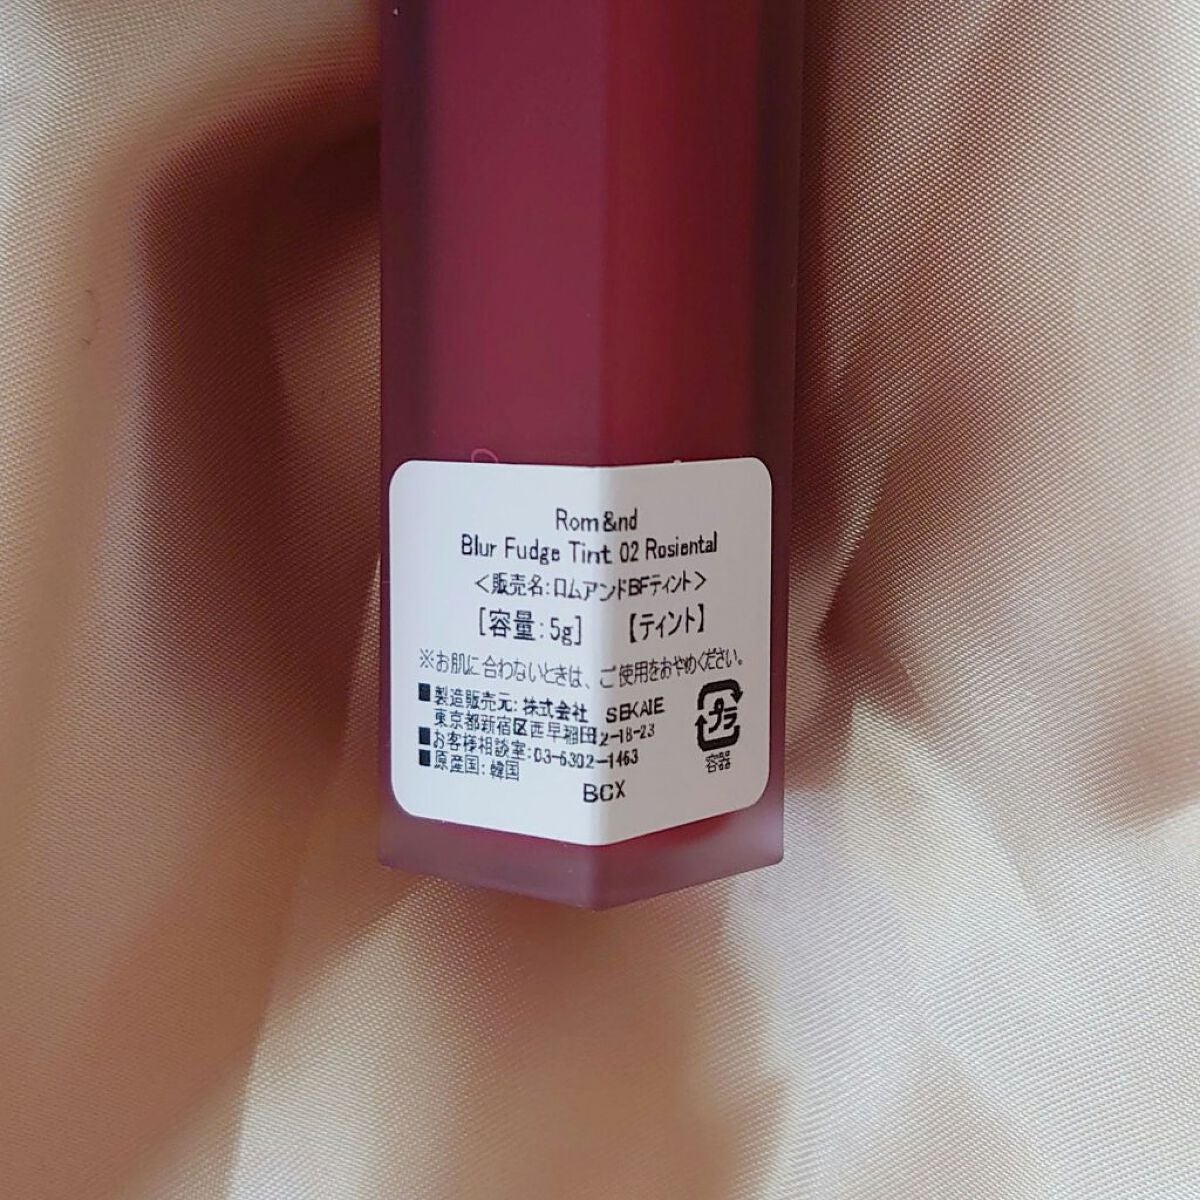 Rom&nd
Blur Fudge Tint 02 Rosiental
<販売名:ロムアンドBFティント>
[容量:5g] 【ティント】
※お肌に合わないときは、ご使用をおやめください。
■製造販売元:株式会社 SEKAIE
東京都新宿区西早稲田2-18-23
■お客様相談室:03-6302-1463
■原産国:韓国
プラ
容器
BCX